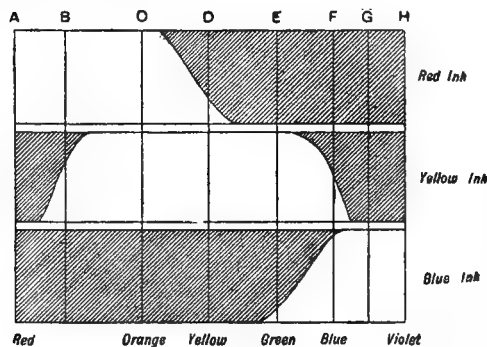 A B C D E F G H
Red Ink
Yellow Ink
Blue Ink
Red Orange Yellow Green Blue Violet